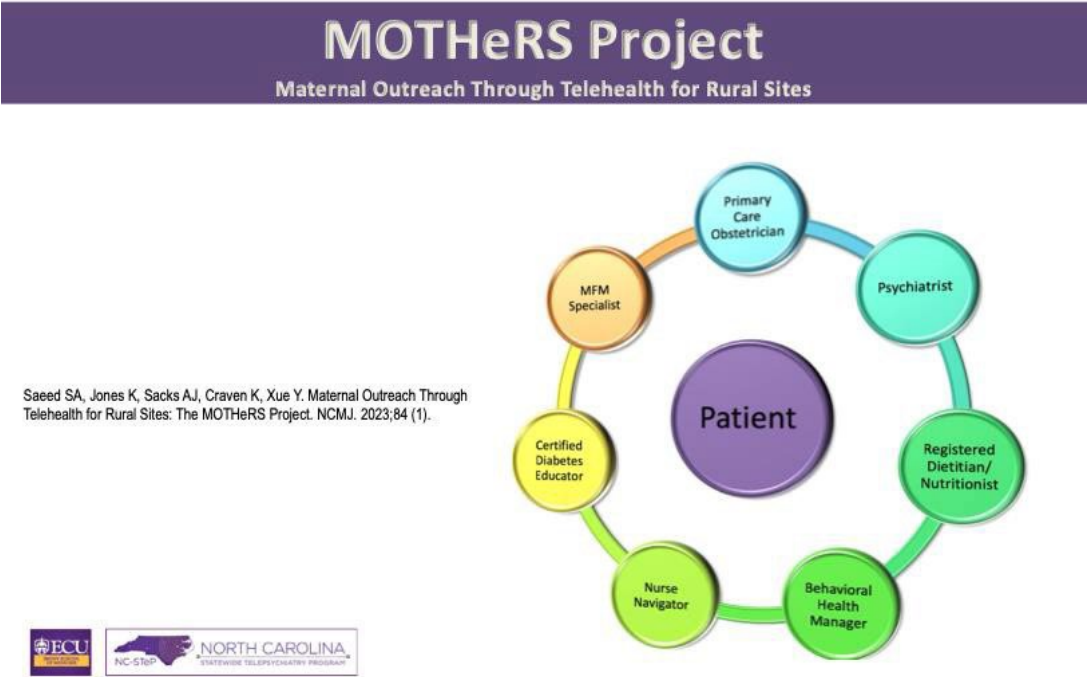 MOTHeRS Project
Maternal Outreach Through Telehealth for Rural Sites
Primary
Care
Obstetrician
Psychiatrist
Registered
Dietitian/
Nutritionist
Behavioral
Health
Manager
Nurse
Navigator
Certified
Diabetes
Educator
MFM
Specialist
Patient
Saeed SA, Jones K, Sacks AJ, Craven K, Xue Y. Maternal Outreach Through
Telehealth for Rural Sites: The MOTHeRS Project. NCMJ. 2023;84 (1).
ECU
NC-STeP
NORTH CAROLINA
STATEWIDE TELEPSYCHIATRY PROGRAM